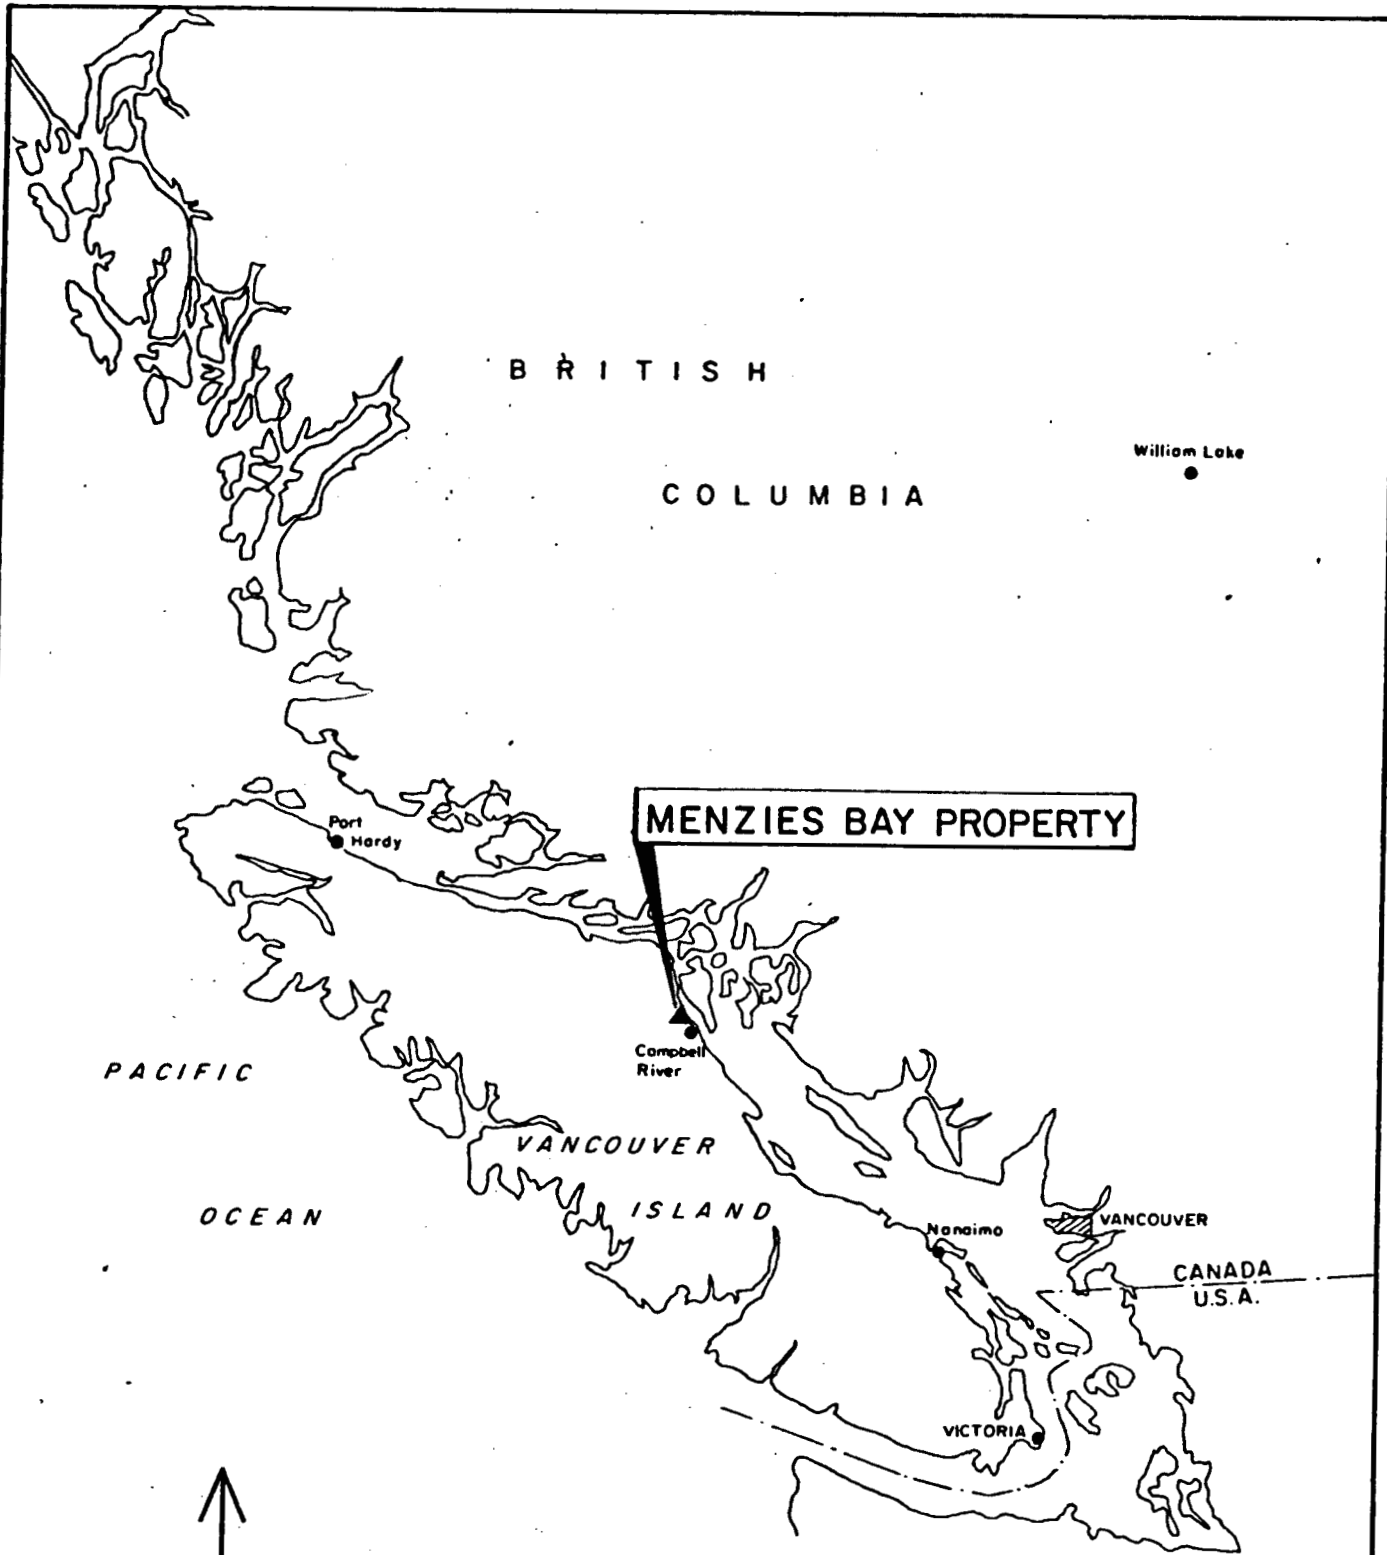 BRITISH
William Lake
COLUMBIA
MENZIES BAY PROPERTY
Port
Hardy
Campbell
River
PACIFIC
VANCOUVER
OCEAN
ISLAND
VANCOUVER
Nanaimo
CANADA
U.S.A.
VICTORIA